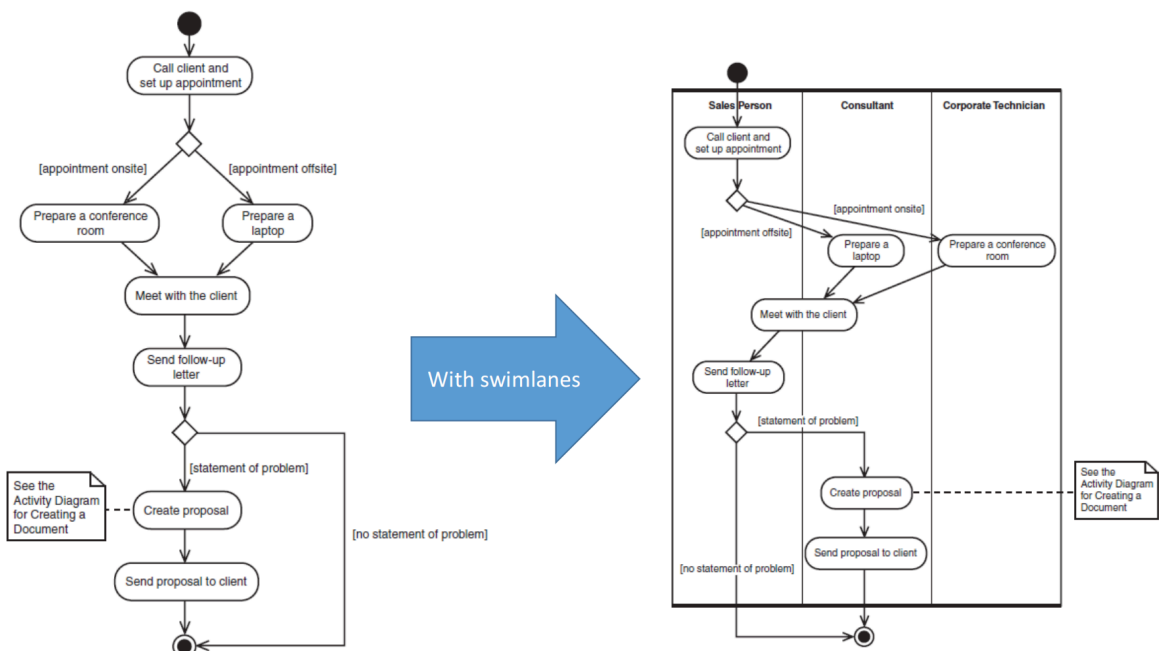 Call client and
set up appointment
[appointment onsite]
[appointment offsite]
Prepare a conference
room
Prepare a
laptop
Meet with the client
Send follow-up
letter
[statement of problem]
See the
Activity Diagram
for Creating a
Document
Create proposal
[no statement of problem]
Send proposal to client
With swimlanes
Sales Person
Consultant
Corporate Technician
Call client and
set up appointment
[appointment onsite]
[appointment offsite]
Prepare a
laptop
Prepare a conference
room
Meet with the client
Send follow-up
letter
[statement of problem]
See the
Activity Diagram
for Creating a
Document
Create proposal
Send proposal to client
[no statement of problem]